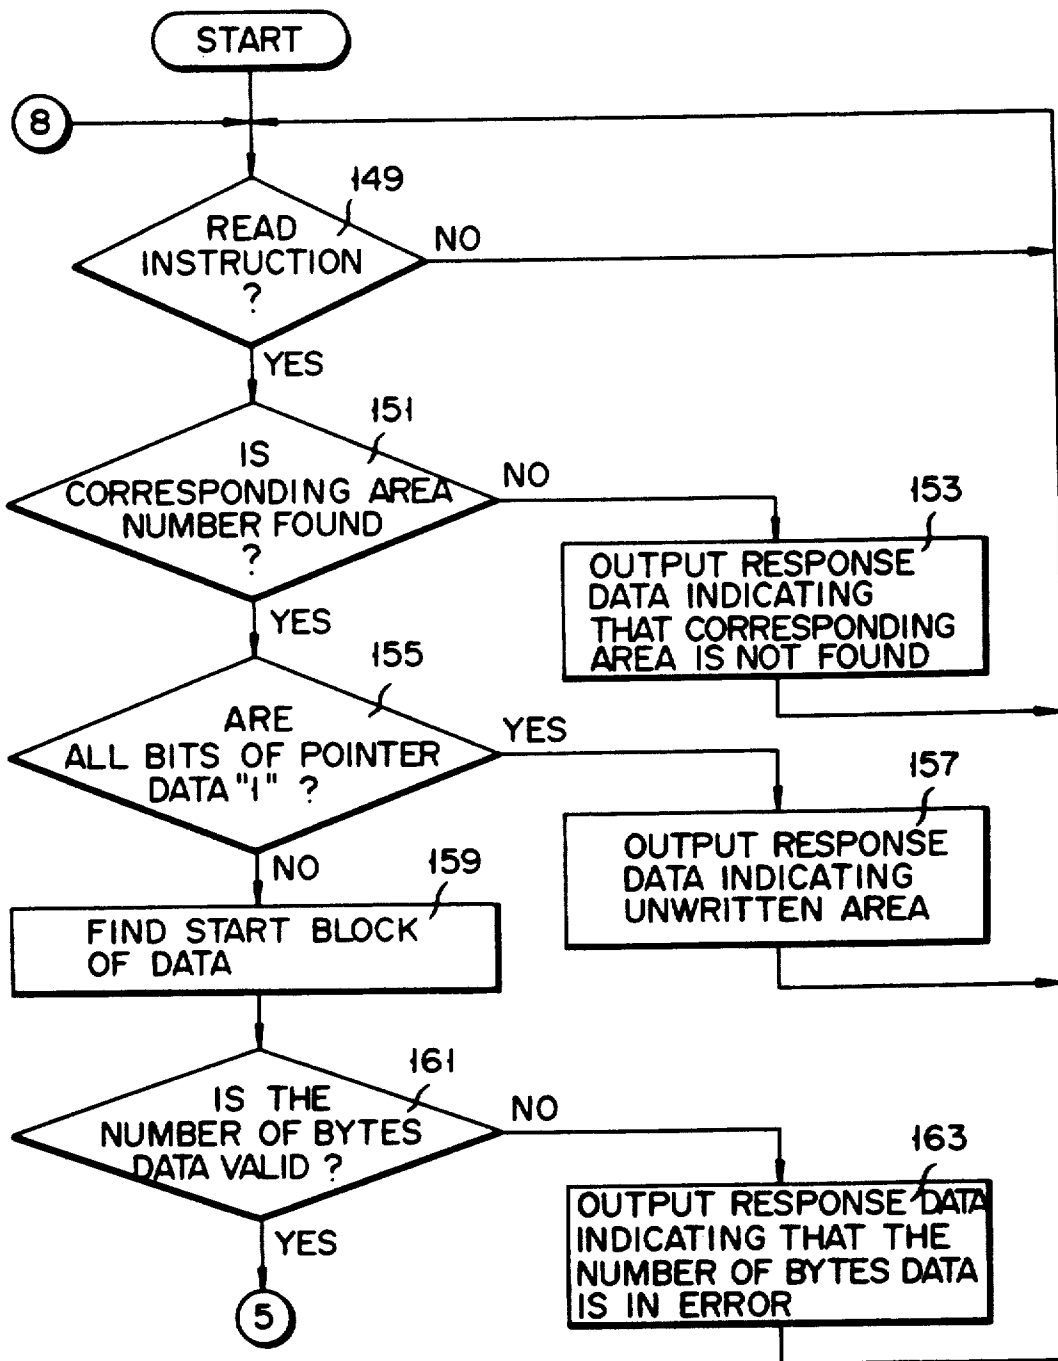 START
8
149
READ
INSTRUCTION
?
NO
YES
151
IS
CORRESPONDING AREA
NUMBER FOUND
?
NO
YES
153
OUTPUT RESPONSE
DATA INDICATING
THAT CORRESPONDING
AREA IS NOT FOUND
155
ARE
ALL BITS OF POINTER
DATA "1" ?
YES
NO
157
OUTPUT RESPONSE
DATA INDICATING
UNWRITTEN AREA
159
FIND START BLOCK
OF DATA
161
IS THE
NUMBER OF BYTES
DATA VALID ?
NO
YES
163
OUTPUT RESPONSE DATA
INDICATING THAT THE
NUMBER OF BYTES DATA
IS IN ERROR
5